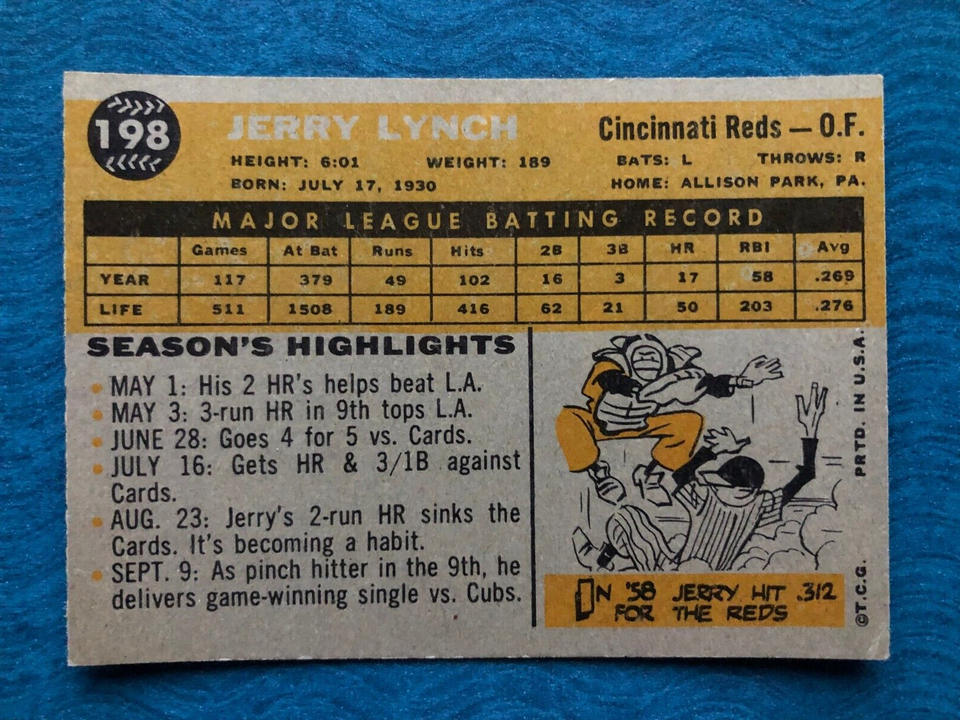 198
JERRY LYNCH
Cincinnati Reds — O.F.
HEIGHT: 6:01 WEIGHT: 189 BATS: L THROWS: R
BORN: JULY 17, 1930 HOME: ALLISON PARK, PA.
MAJOR LEAGUE BATTING RECORD
Games At Bat Runs Hits 2B 3B HR RBI Avg
YEAR 117 379 49 102 16 3 17 58 .269
LIFE 511 1508 189 416 62 21 50 203 .276
SEASON'S HIGHLIGHTS
• MAY 1: His 2 HR's helps beat L.A.
• MAY 3: 3-run HR in 9th tops L.A.
• JUNE 28: Goes 4 for 5 vs. Cards.
• JULY 16: Gets HR & 3/1B against
Cards.
• AUG. 23: Jerry's 2-run HR sinks the
Cards. It's becoming a habit.
• SEPT. 9: As pinch hitter in the 9th, he
delivers game-winning single vs. Cubs.
IN '58 JERRY HIT .312
FOR THE REDS
©T.C.G. PRTD. IN U.S.A.